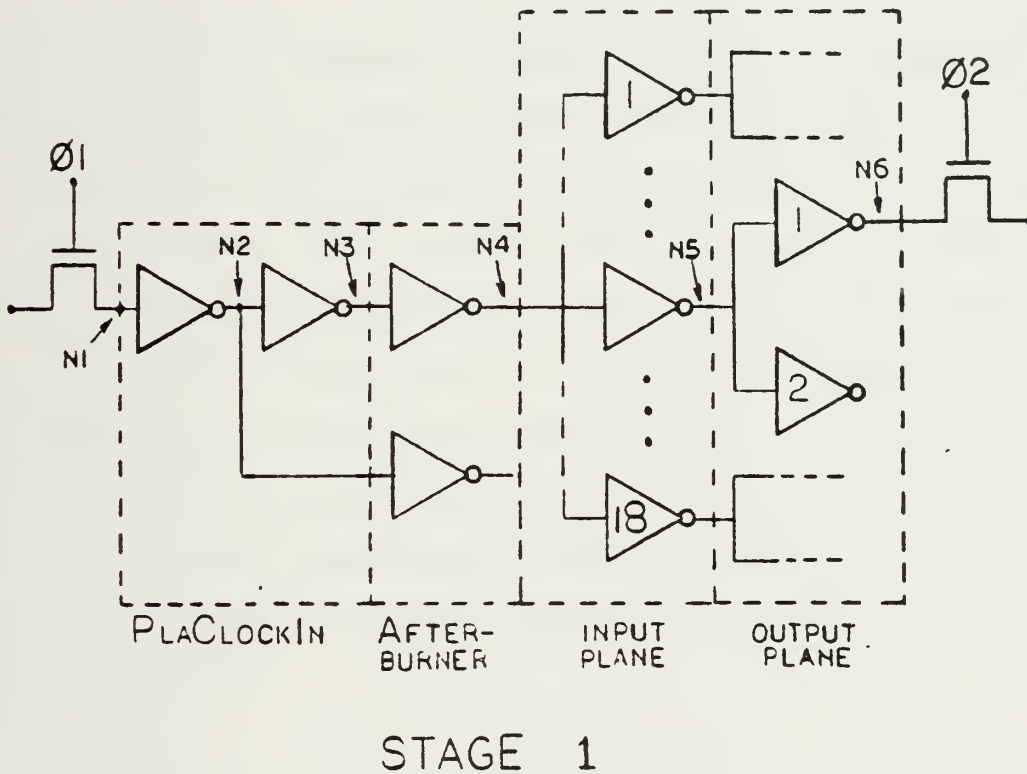 Ø1
N1
N2
N3
N4
1
N5
1
N6
Ø2
2
18
PLACLOCKIN
AFTER-
BURNER
INPUT
PLANE
OUTPUT
PLANE
STAGE 1